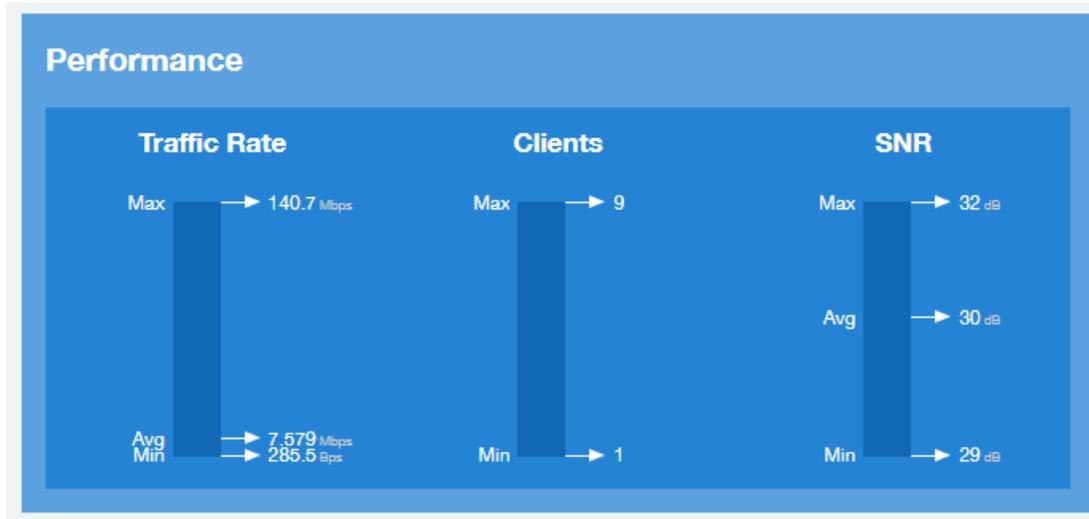 Performance
Traffic Rate
Max 140.7 Mbps
Avg 7.579 Mbps
Min 285.5 Bps
Clients
Max 9
Min 1
SNR
Max 32 dB
Avg 30 dB
Min 29 dB